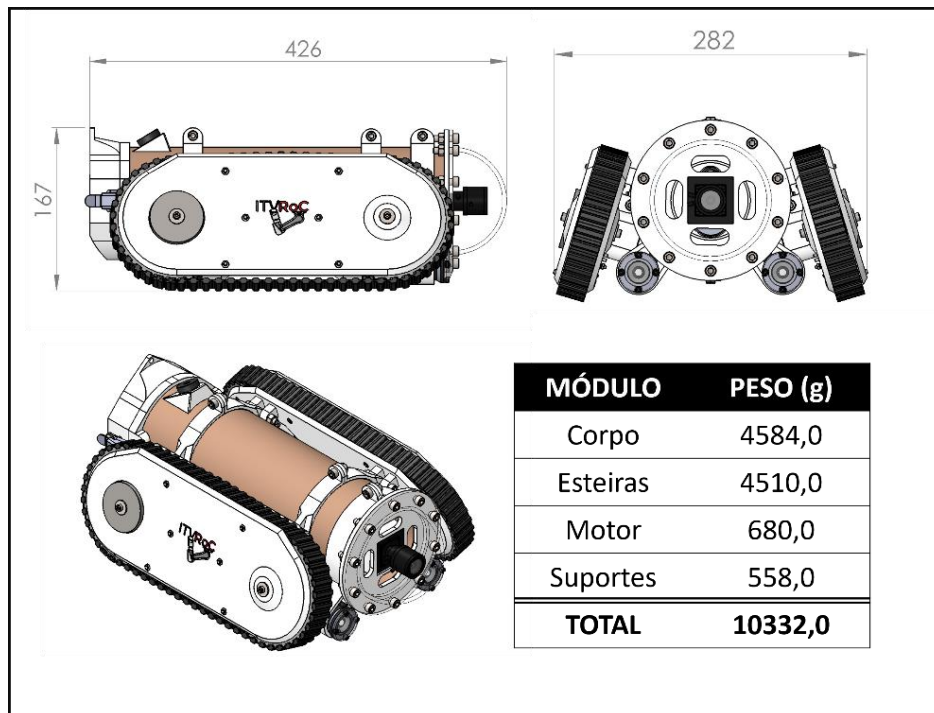 426
282
167
ITVRoC
ITVRoC
MÓDULO PESO (g)
Corpo 4584,0
Esteiras 4510,0
Motor 680,0
Suportes 558,0
TOTAL 10332,0